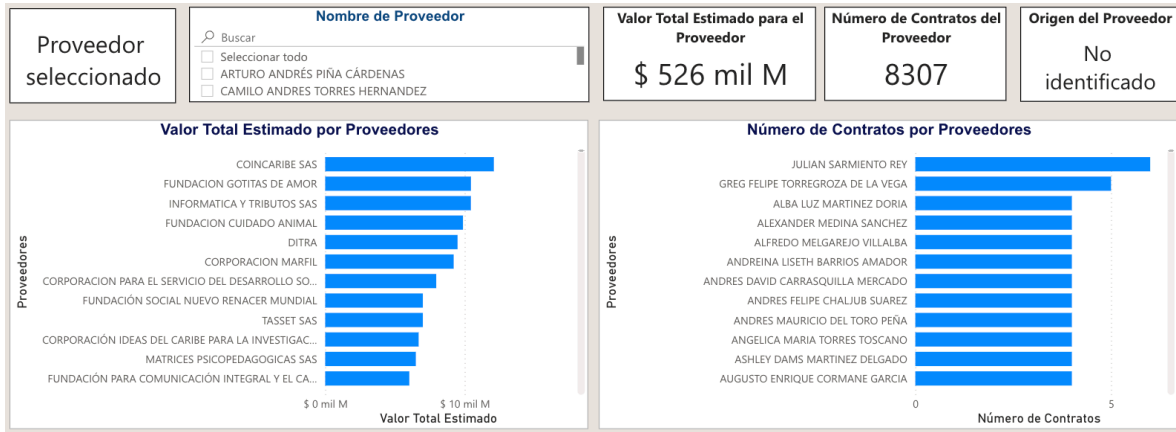 Proveedor
seleccionado
Nombre de Proveedor
Buscar
Seleccionar todo
ARTURO ANDRÉS PIÑA CÁRDENAS
CAMILO ANDRES TORRES HERNANDEZ
Valor Total Estimado para el
Proveedor
$ 526 mil M
Número de Contratos del
Proveedor
8307
Origen del Proveedor
No
identificado
Valor Total Estimado por Proveedores
Proveedores
COINCARIBE SAS
FUNDACION GOTITAS DE AMOR
INFORMATICA Y TRIBUTOS SAS
FUNDACION CUIDADO ANIMAL
DITRA
CORPORACION MARFIL
CORPORACION PARA EL SERVICIO DEL DESARROLLO SO...
FUNDACIÓN SOCIAL NUEVO RENACER MUNDIAL
TASSET SAS
CORPORACIÓN IDEAS DEL CARIBE PARA LA INVESTIGAC...
MATRICES PSICOPEDAGOGICAS SAS
FUNDACIÓN PARA COMUNICACIÓN INTEGRAL Y EL CA...
$ 0 mil M
$ 10 mil M
Valor Total Estimado
Número de Contratos por Proveedores
Proveedores
JULIAN SARMIENTO REY
GREG FELIPE TORREGROZA DE LA VEGA
ALBA LUZ MARTINEZ DORIA
ALEXANDER MEDINA SANCHEZ
ALFREDO MELGAREJO VILLALBA
ANDREINA LISETH BARRIOS AMADOR
ANDRES DAVID CARRASQUILLA MERCADO
ANDRES FELIPE CHALJUB SUAREZ
ANDRES MAURICIO DEL TORO PEÑA
ANGELICA MARIA TORRES TOSCANO
ASHLEY DAMS MARTINEZ DELGADO
AUGUSTO ENRIQUE CORMANE GARCIA
0
5
Número de Contratos